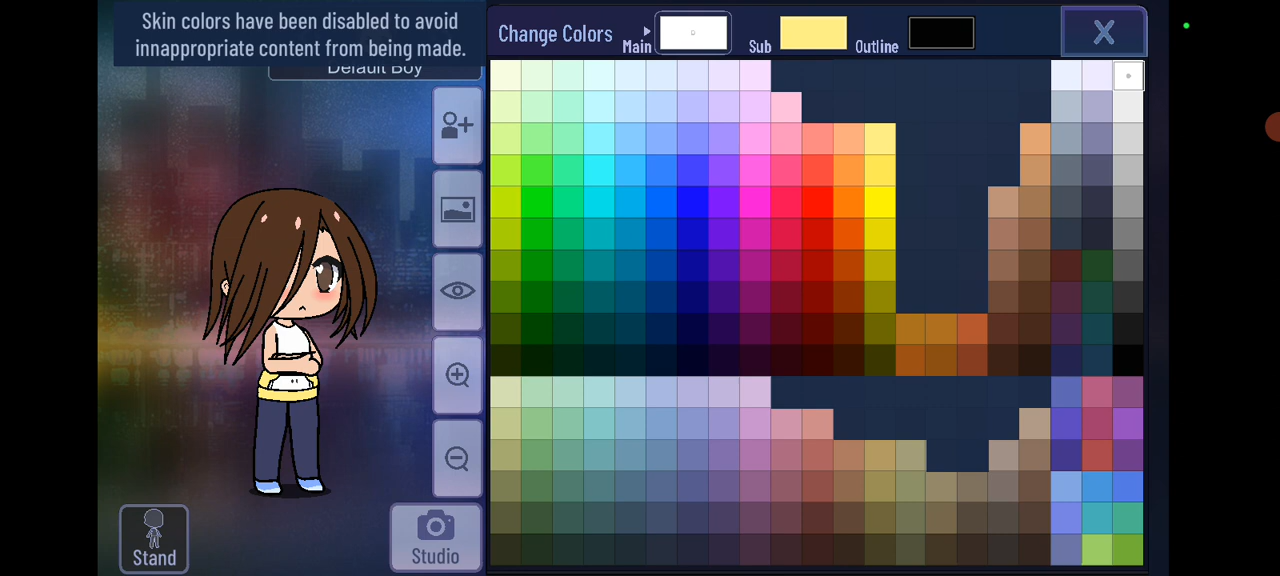 Skin colors have been disabled to avoid
innappropriate content from being made.
Default Boy
Change Colors
Main
Sub
Outline
X
Stand
Studio